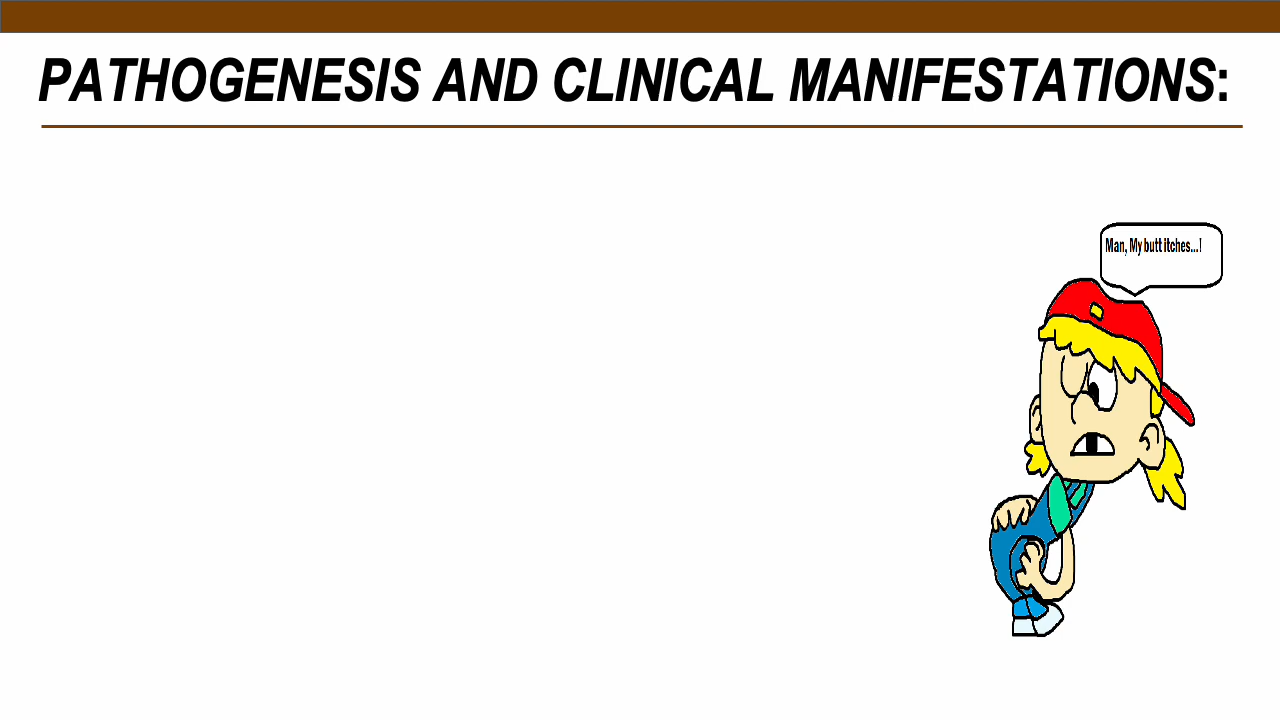 PATHOGENESIS AND CLINICAL MANIFESTATIONS:
Man, My butt itches...!